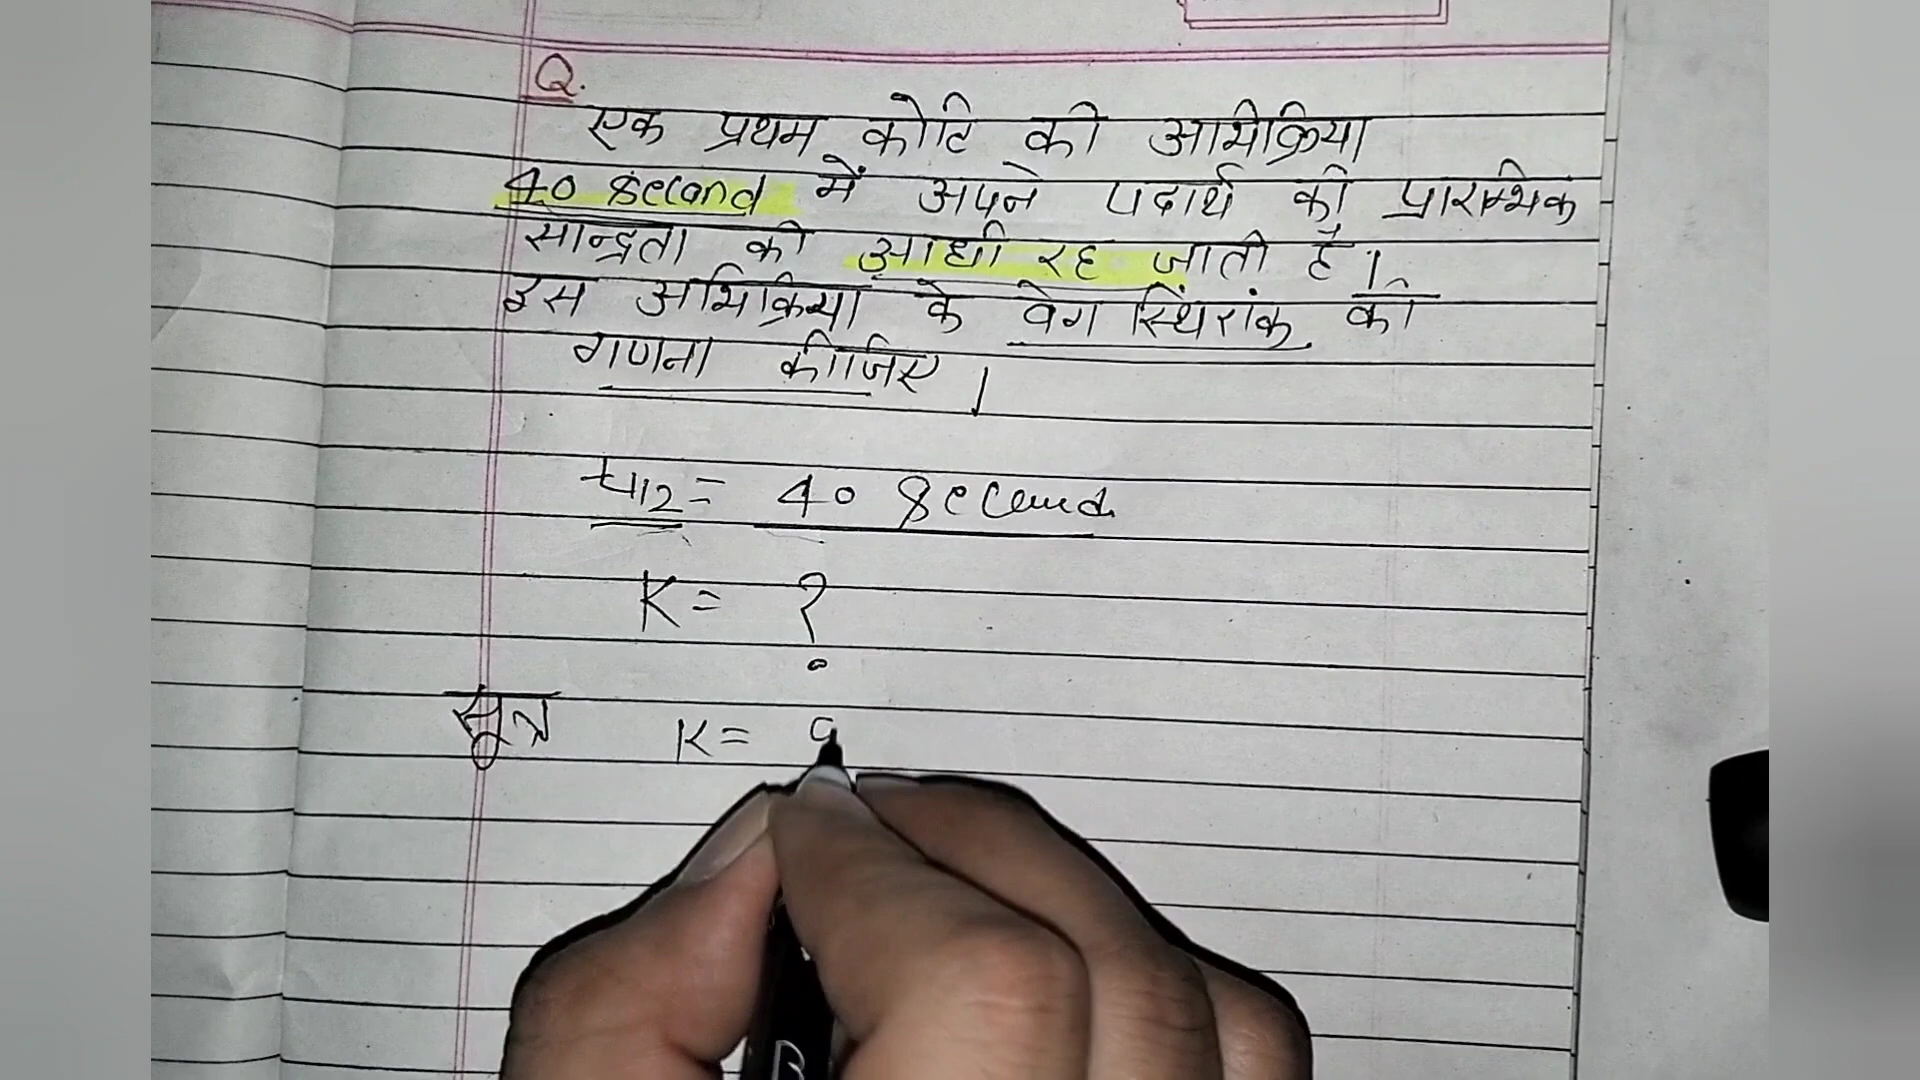 Q.
एक प्रथम कोटि की अभिक्रिया
40 second में अपने पदार्थ की प्रारम्भिक
सान्द्रता की आधी रह जाती है।
इस अभिक्रिया के वेग स्थिरांक की
गणना कीजिए।
t1/2 = 40 Second
K = ?
सूत्र K =